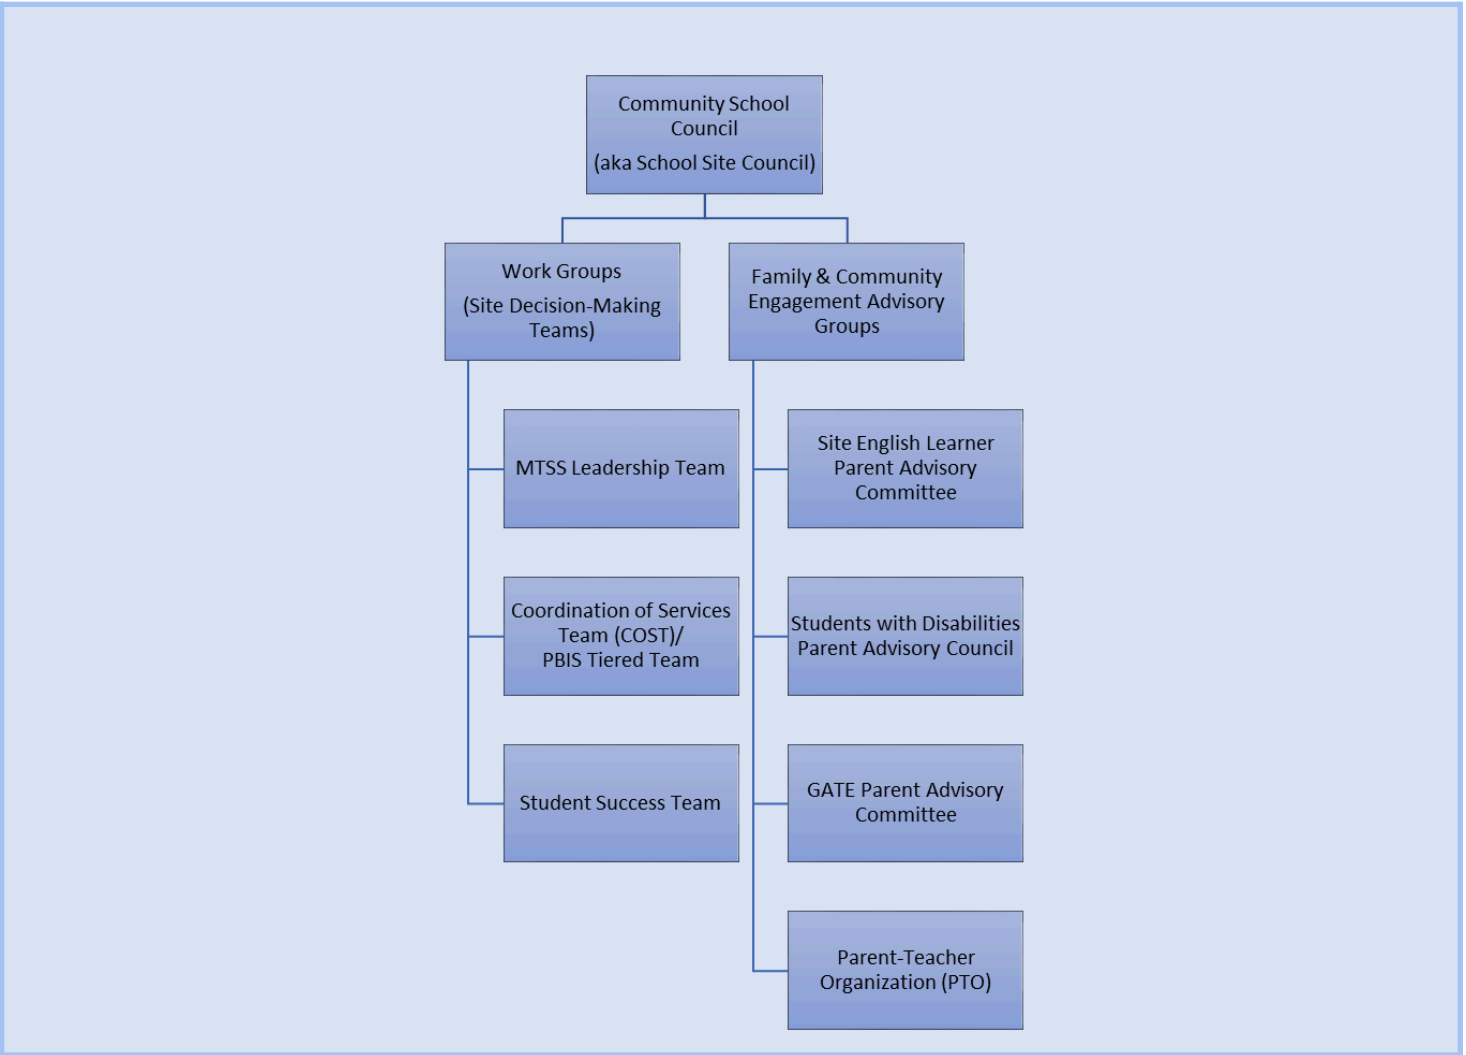 Community School
Council
(aka School Site Council)
Work Groups
(Site Decision-Making
Teams)
Family & Community
Engagement Advisory
Groups
MTSS Leadership Team
Coordination of Services
Team (COST)/
PBIS Tiered Team
Student Success Team
Site English Learner
Parent Advisory
Committee
Students with Disabilities
Parent Advisory Council
GATE Parent Advisory
Committee
Parent-Teacher
Organization (PTO)